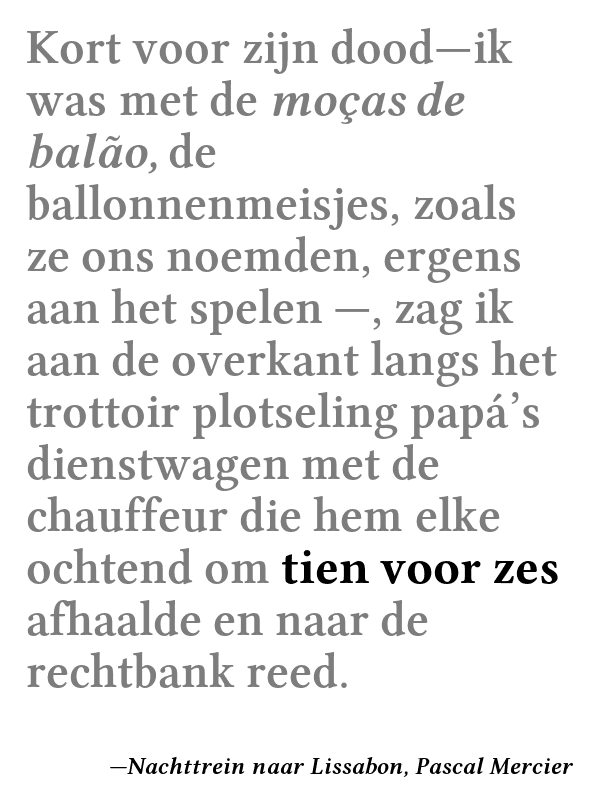 Kort voor zijn dood—ik
was met de moças de
balão, de
ballonnenmeisjes, zoals
ze ons noemden, ergens
aan het spelen —, zag ik
aan de overkant langs het
trottoir plotseling papá’s
dienstwagen met de
chauffeur die hem elke
ochtend om tien voor zes
afhaalde en naar de
rechtbank reed.
—Nachttrein naar Lissabon, Pascal Mercier